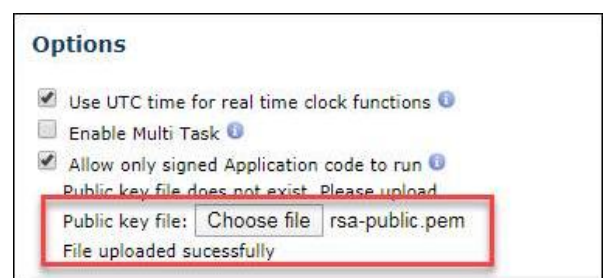 Options
Use UTC time for real time clock functions
Enable Multi Task
Allow only signed Application code to run
Public key file does not exist. Please upload
Public key file: Choose file rsa-public.pem
File uploaded sucessfully